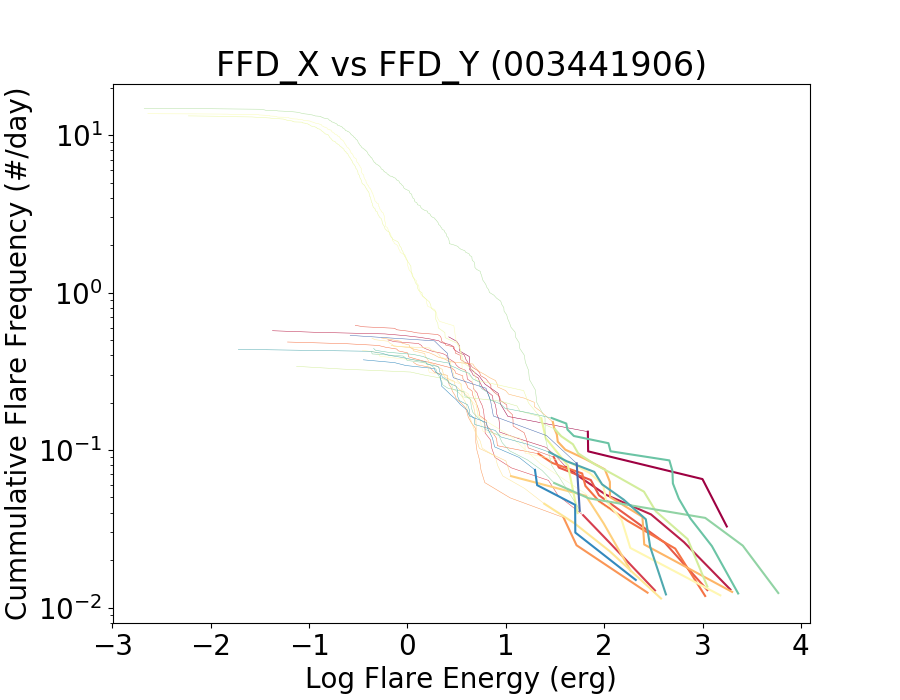 FFD_X vs FFD_Y (003441906)
Cummulative Flare Frequency (#/day)
10¹
10⁰
10⁻¹
10⁻²
−3 −2 −1 0 1 2 3 4
Log Flare Energy (erg)